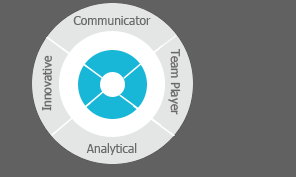 Communicator
Innovative
Team Player
Analytical